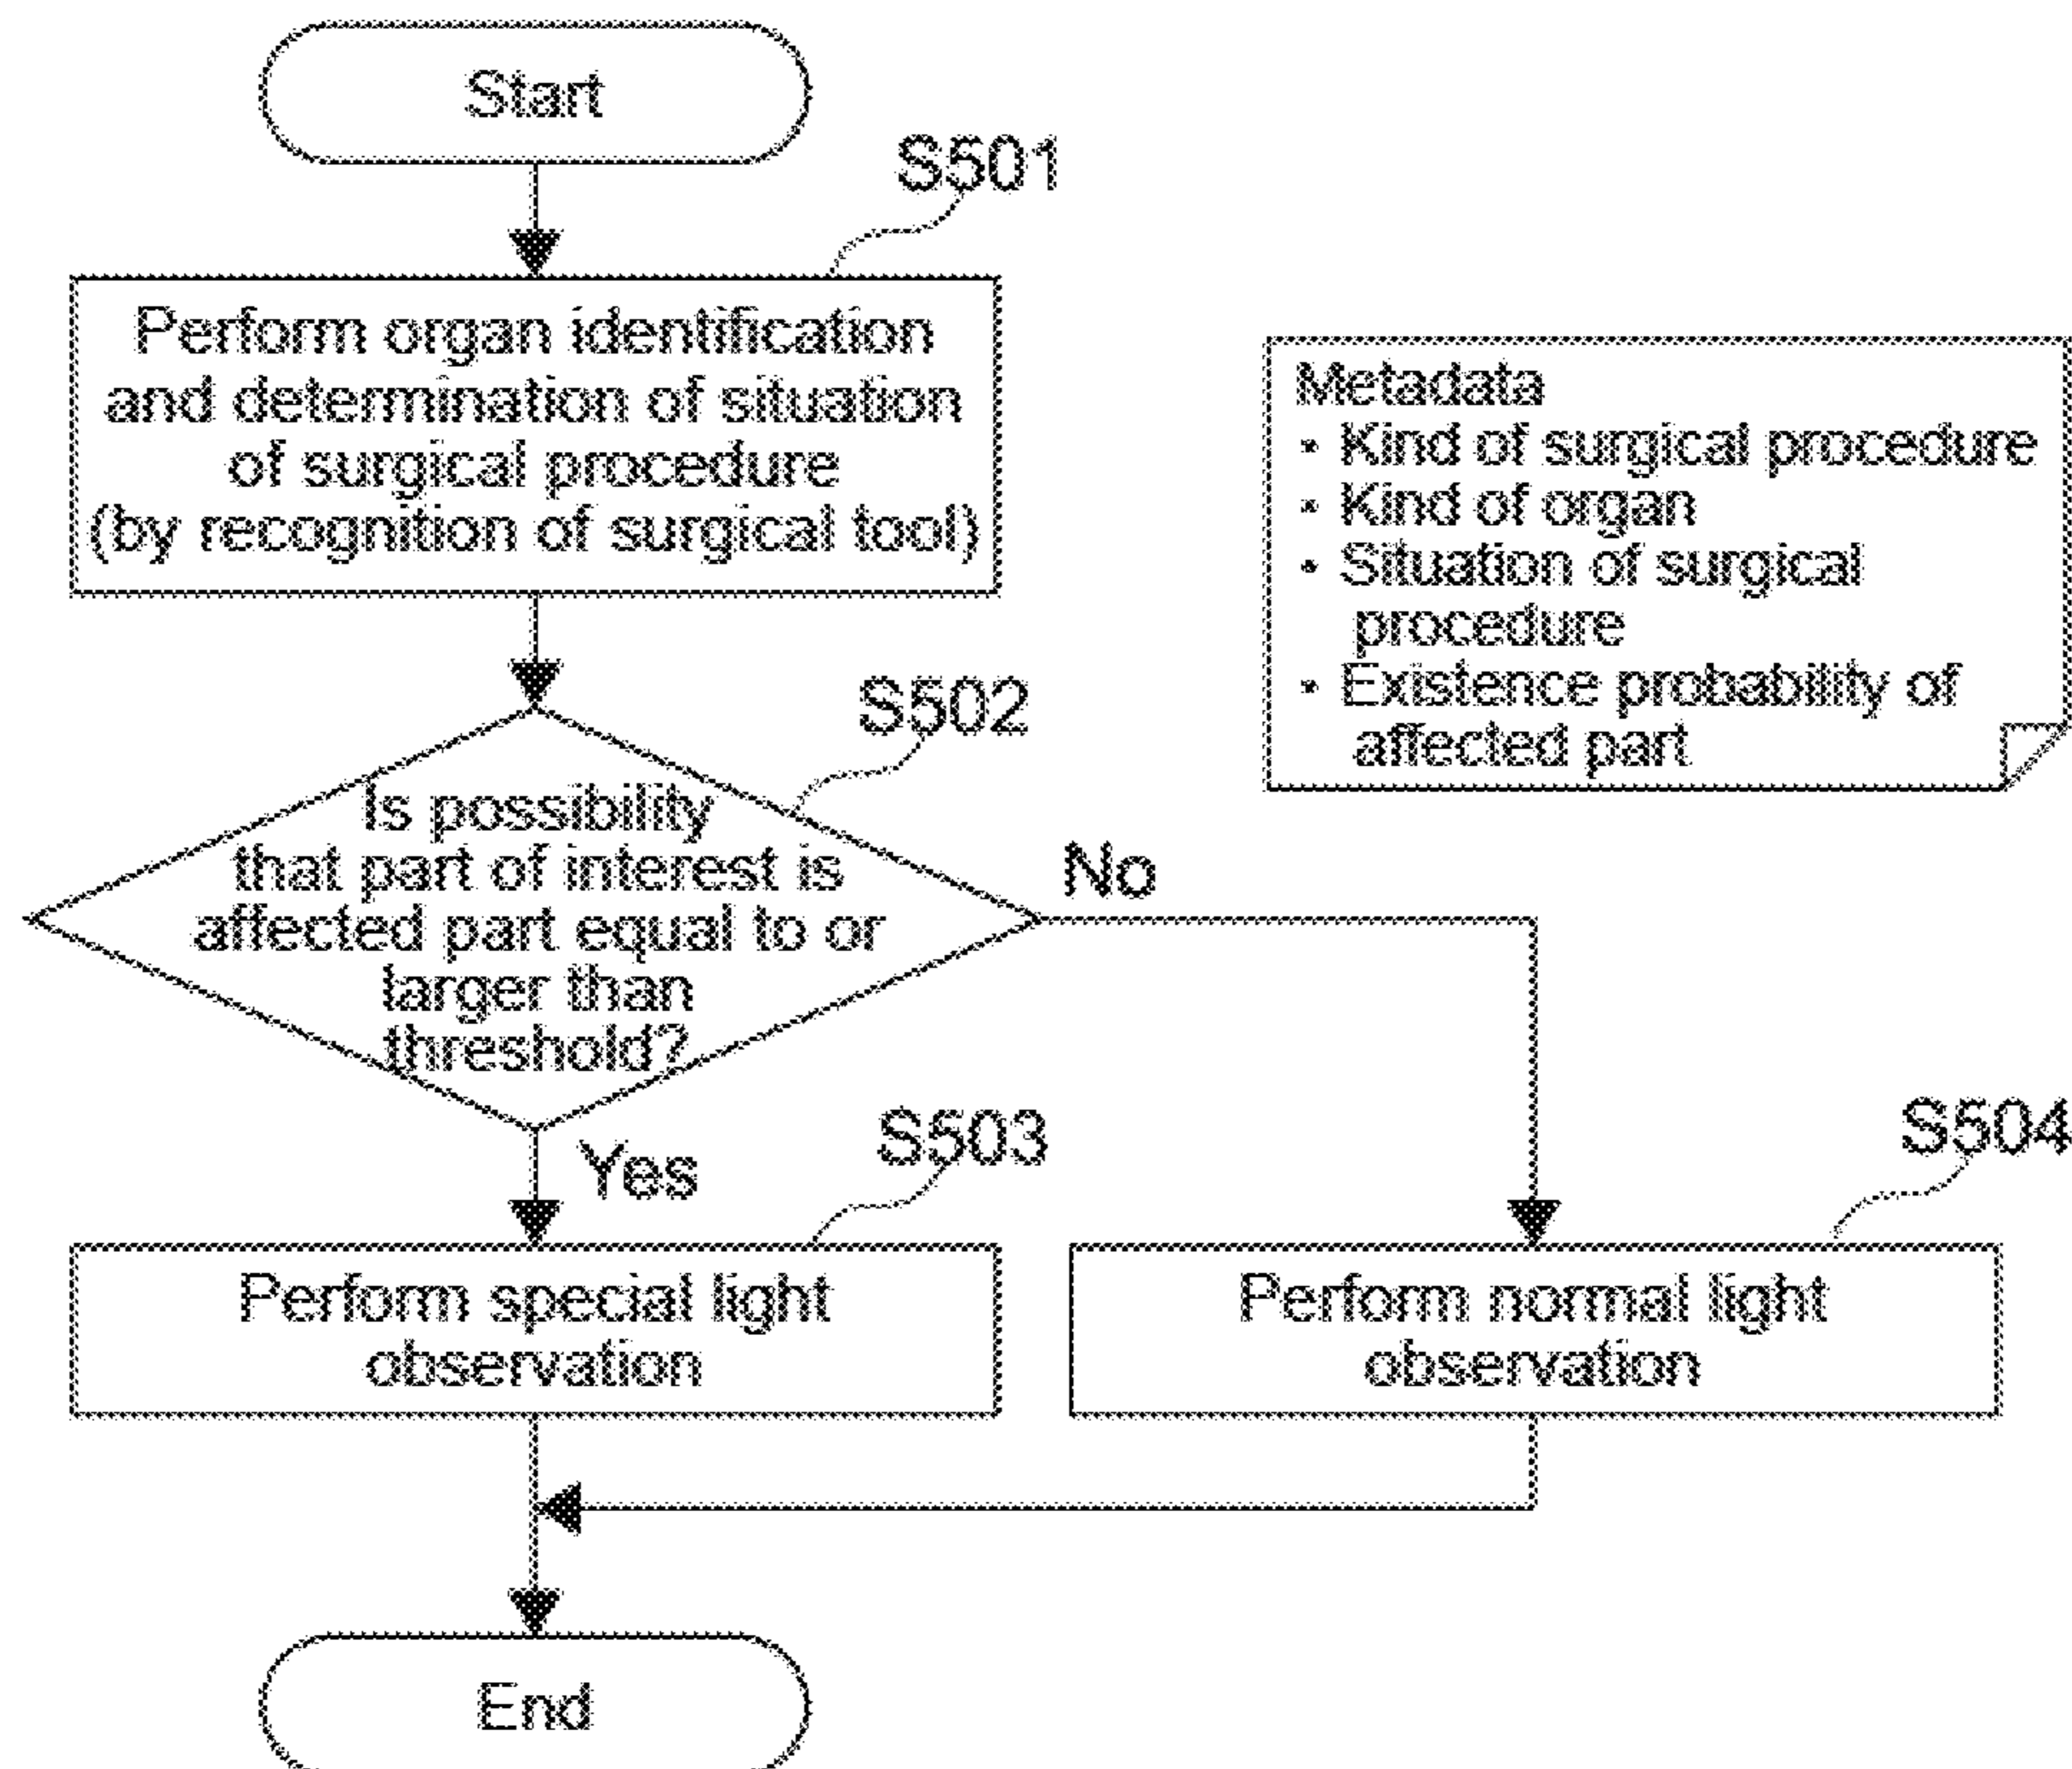 Start
S501
Perform organ identification
and determination of situation
of surgical procedure
(by recognition of surgical tool)
Metadata
· Kind of surgical procedure
· Kind of organ
· Situation of surgical
procedure
· Existence probability of
affected part
S502
Is possibility
that part of interest is
affected part equal to or
larger than
threshold?
No
Yes
S503
S504
Perform special light
observation
Perform normal light
observation
End